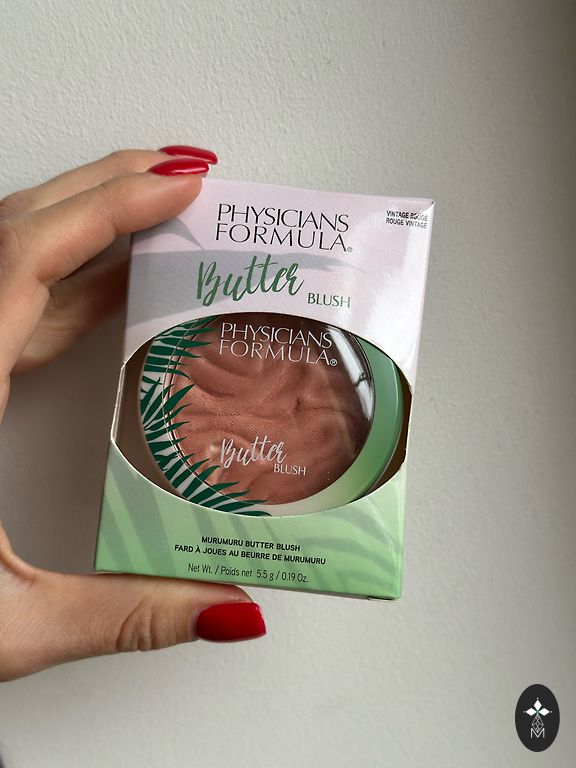 PHYSICIANS
FORMULA®
VINTAGE ROUGE
ROUGE VINTAGE
Butter
BLUSH
PHYSICIANS
FORMULA®
Butter
BLUSH
MURUMURU BUTTER BLUSH
FARD À JOUES AU BEURRE DE MURUMURU
Net Wt. / Poids net 5.5 g / 0.19 Oz.
M